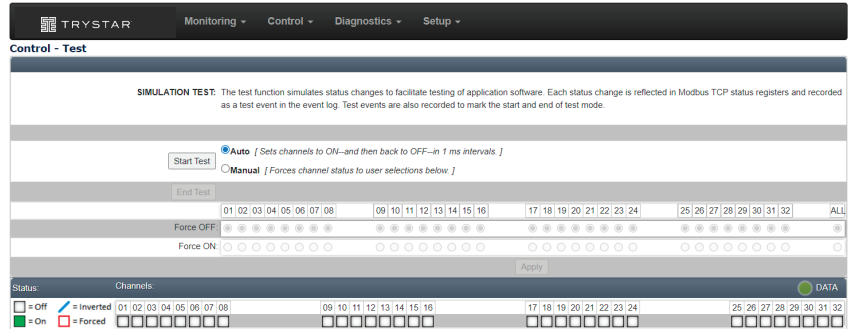 TRYSTAR Monitoring Control Diagnostics Setup
Control - Test
SIMULATION TEST: The test function simulates status changes to facilitate testing of application software. Each status change is reflected in Modbus TCP status registers and recorded
as a test event in the event log. Test events are also recorded to mark the start and end of test mode.
Start Test Auto [ Sets channels to ON--and then back to OFF--in 1 ms intervals. ]
Manual [ Forces channel status to user selections below. ]
End Test
01 02 03 04 05 06 07 08 09 10 11 12 13 14 15 16 17 18 19 20 21 22 23 24 25 26 27 28 29 30 31 32 ALL
Force OFF:
Force ON:
Apply
Status: Channels: DATA
= Off = Inverted 01 02 03 04 05 06 07 08 09 10 11 12 13 14 15 16 17 18 19 20 21 22 23 24 25 26 27 28 29 30 31 32
= On = Forced